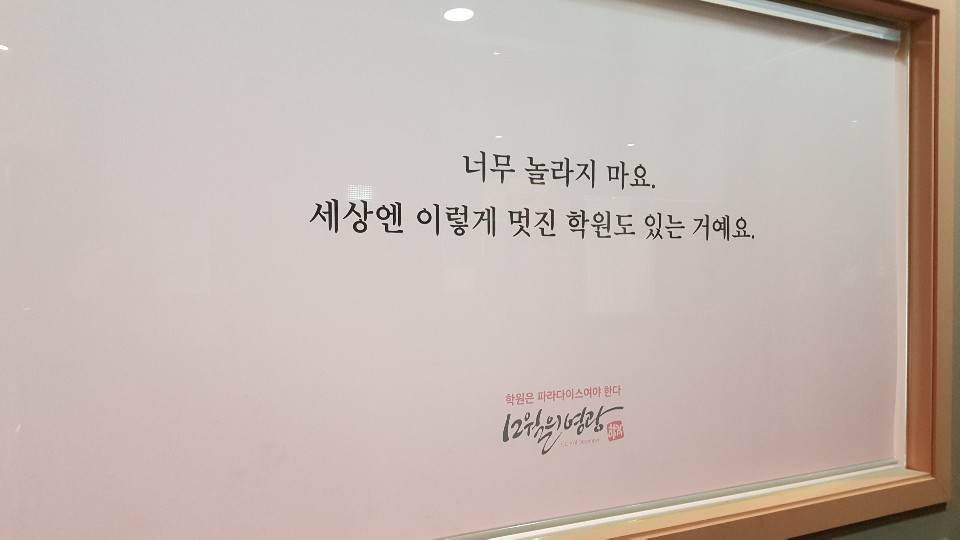 너무 놀라지 마요.
세상엔 이렇게 멋진 학원도 있는 거예요.
학원은 파라다이스여야 한다
12월의 영광